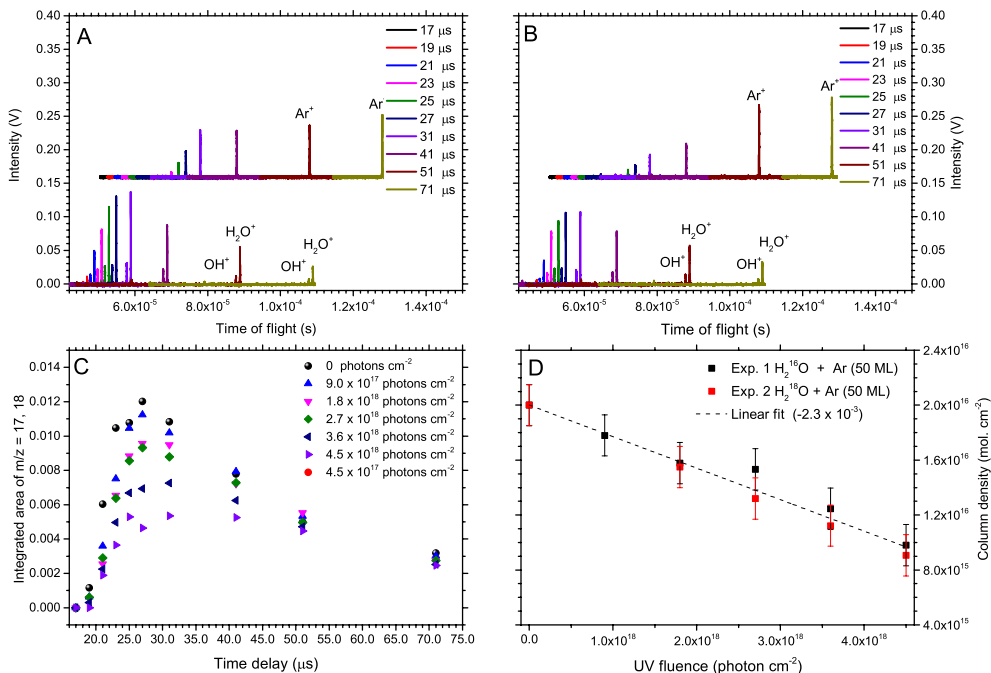 A
0.40
0.35
0.30
0.25
0.20
0.15
0.10
0.05
0.00
Intensity (V)
17 μs
19 μs
21 μs
23 μs
25 μs
27 μs
31 μs
41 μs
51 μs
71 μs
Ar⁺
Ar
H₂O⁺
H₂O⁺
OH⁺
OH⁺
6.0x10⁻⁵
8.0x10⁻⁵
1.0x10⁻⁴
1.2x10⁻⁴
1.4x10⁻⁴
Time of flight (s)
B
17 μs
19 μs
21 μs
23 μs
25 μs
27 μs
31 μs
41 μs
51 μs
71 μs
Ar⁺
Ar⁺
H₂O⁺
H₂O⁺
OH⁺
OH⁺
0.40
0.35
0.30
0.25
0.20
0.15
0.10
0.05
0.00
Intensity (V)
6.0x10⁻⁵
8.0x10⁻⁵
1.0x10⁻⁴
1.2x10⁻⁴
1.4x10⁻⁴
Time of flight (s)
C
0.014
0.012
0.010
0.008
0.006
0.004
0.002
0.000
Integrated area of m/z = 17, 18
0 photons cm⁻²
9.0 x 10¹⁷ photons cm⁻²
1.8 x 10¹⁸ photons cm⁻²
2.7 x 10¹⁸ photons cm⁻²
3.6 x 10¹⁸ photons cm⁻²
4.5 x 10¹⁸ photons cm⁻²
4.5 x 10¹⁷ photons cm⁻²
20.0 25.0 30.0 35.0 40.0 45.0 50.0 55.0 60.0 65.0 70.0 75.0
Time delay (μs)
D
Exp. 1 H₂¹⁶O + Ar (50 ML)
Exp. 2 H₂¹⁸O + Ar (50 ML)
Linear fit (-2.3 x 10⁻³)
2.4x10¹⁶
2.0x10¹⁶
1.6x10¹⁶
1.2x10¹⁶
8.0x10¹⁵
4.0x10¹⁵
Column density (mol. cm⁻²)
0.0
1.0x10¹⁸
2.0x10¹⁸
3.0x10¹⁸
4.0x10¹⁸
UV fluence (photon cm⁻²)